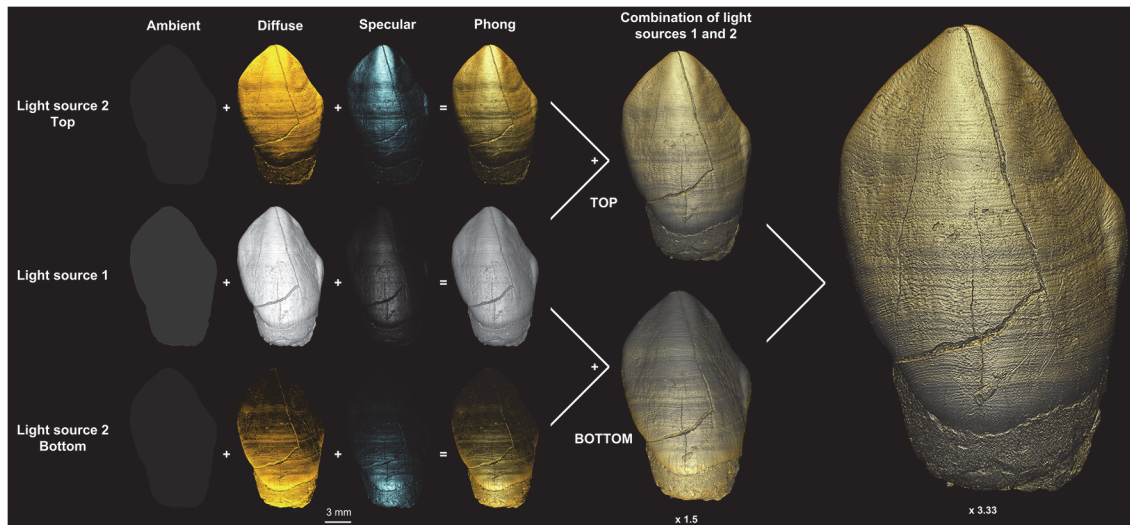 Ambient
Diffuse
Specular
Phong
Combination of light
sources 1 and 2
Light source 2
Top
+
+
=
+
TOP
Light source 1
+
+
=
Light source 2
Bottom
+
+
=
+
BOTTOM
3 mm
x 1.5
x 3.33